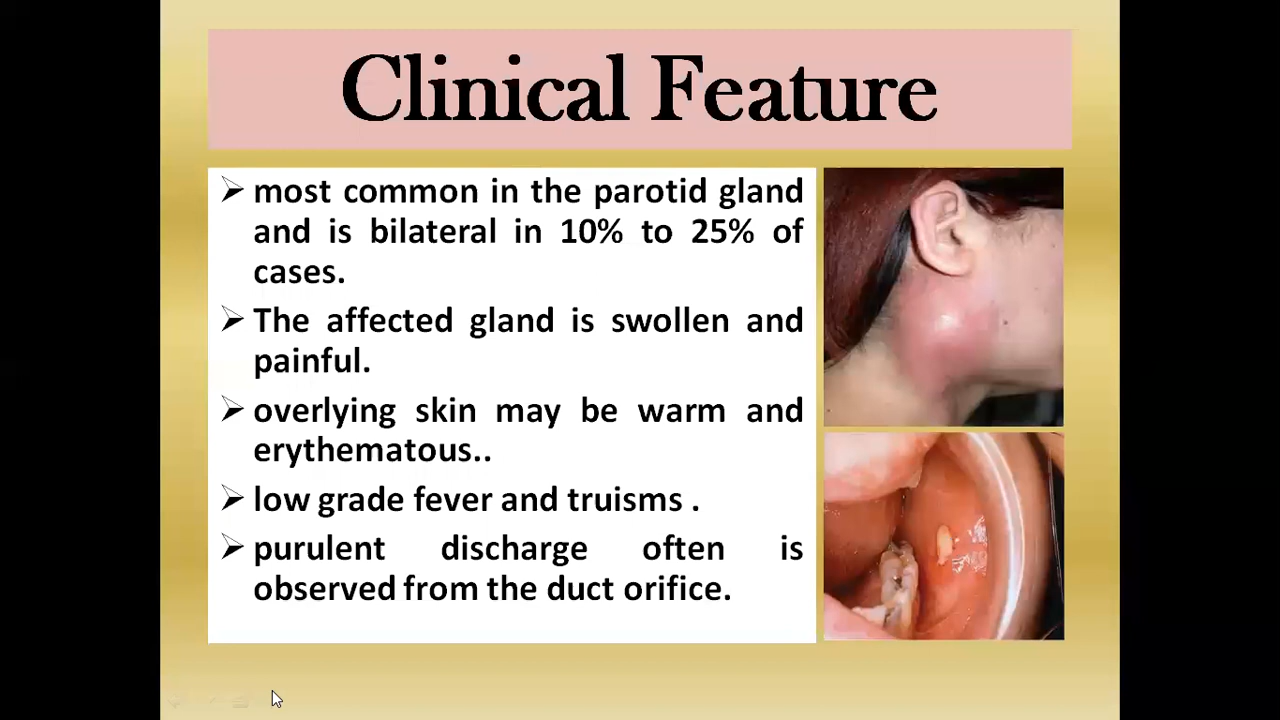 Clinical Feature
most common in the parotid gland
and is bilateral in 10% to 25% of
cases.
The affected gland is swollen and
painful.
overlying skin may be warm and
erythematous..
low grade fever and truisms .
purulent discharge often is
observed from the duct orifice.